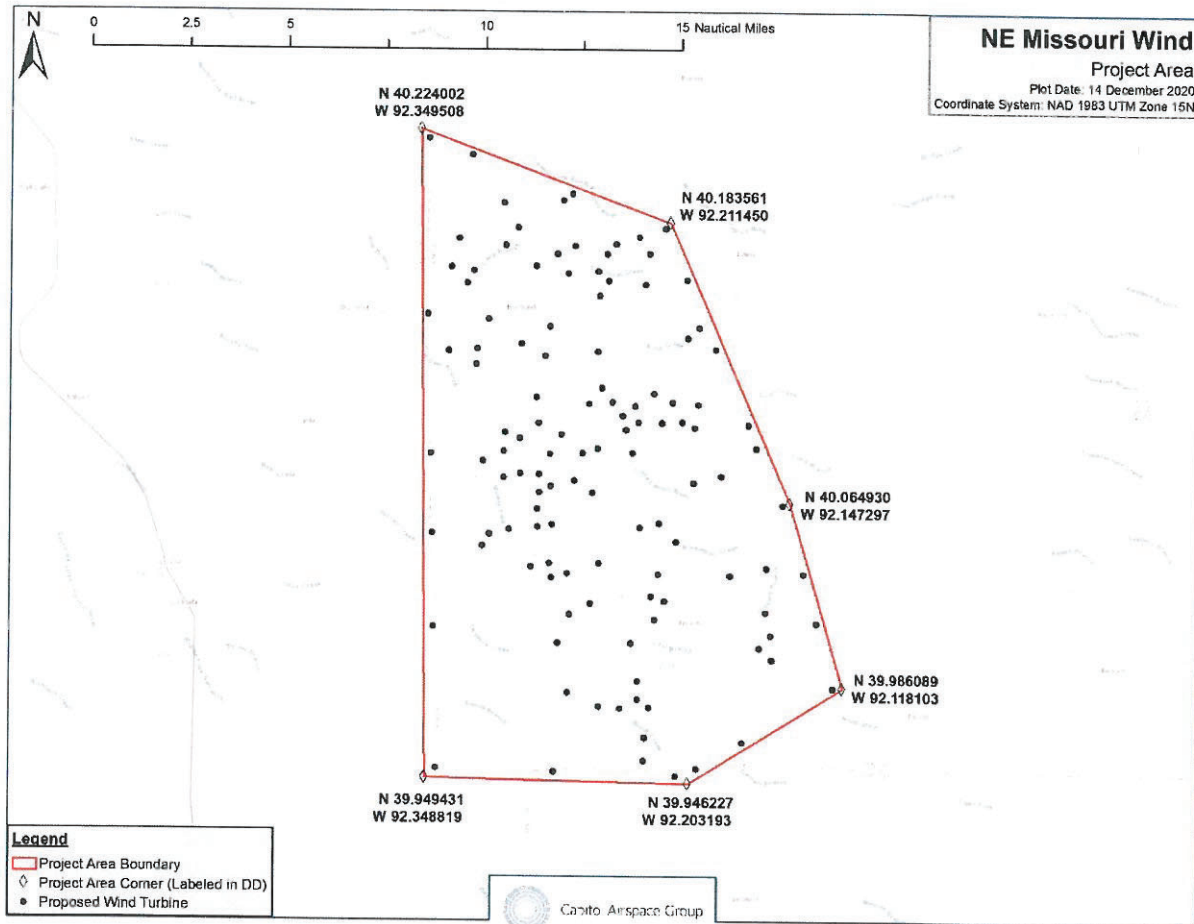 N
0 2.5 5 10 15 Nautical Miles
NE Missouri Wind
Project Area
Plot Date: 14 December 2020
Coordinate System: NAD 1983 UTM Zone 15N
N 40.224002
W 92.349508
N 40.183561
W 92.211450
N 40.064930
W 92.147297
N 39.986089
W 92.118103
N 39.949431
W 92.348819
N 39.946227
W 92.203193
Legend
Project Area Boundary
Project Area Corner (Labeled in DD)
Proposed Wind Turbine
Capito Airspace Group